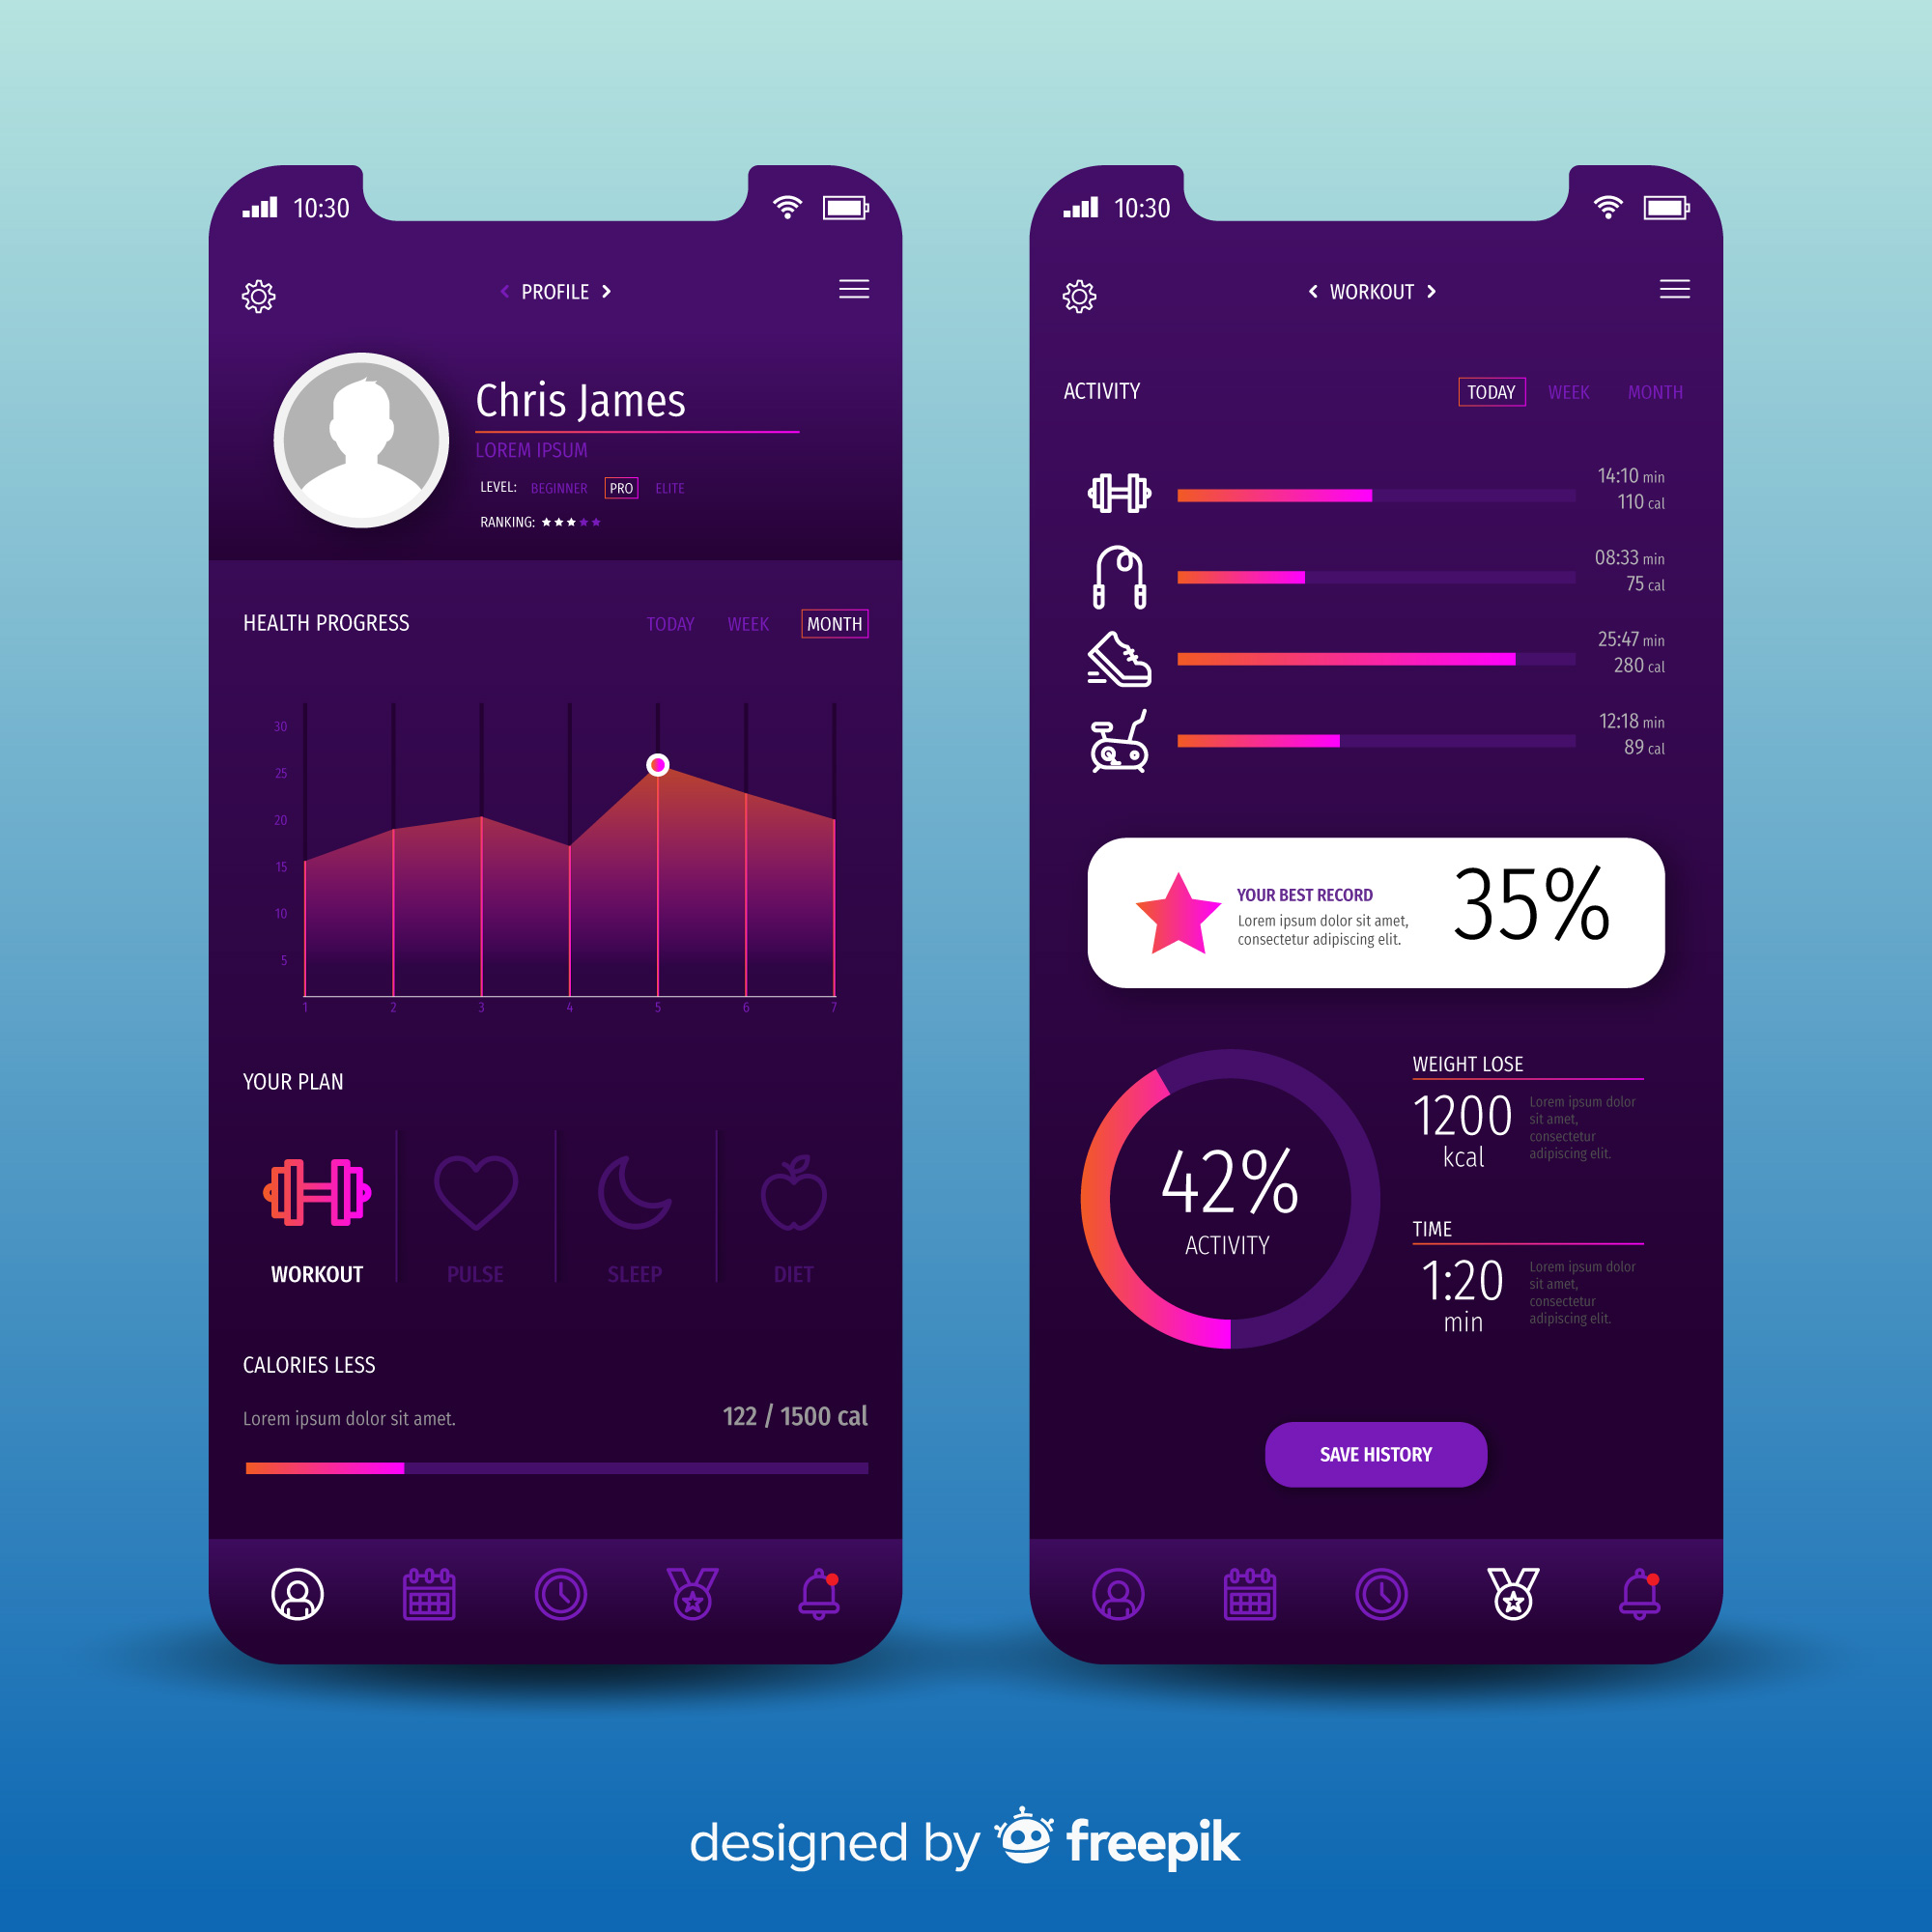 10:30
PROFILE
Chris James
LOREM IPSUM
LEVEL: BEGINNER PRO ELITE
RANKING:
HEALTH PROGRESS TODAY WEEK MONTH
30
25
20
15
10
5
1 2 3 4 5 6 7
YOUR PLAN
WORKOUT PULSE SLEEP DIET
CALORIES LESS
Lorem ipsum dolor sit amet. 122 / 1500 cal
10:30
WORKOUT
ACTIVITY TODAY WEEK MONTH
14:10 min
110 cal
08:33 min
75 cal
25:47 min
280 cal
12:18 min
89 cal
YOUR BEST RECORD
Lorem ipsum dolor sit amet,
consectetur adipiscing elit.
35%
42%
ACTIVITY
WEIGHT LOSE
1200
kcal
Lorem ipsum dolor
sit amet,
consectetur
adipiscing elit.
TIME
1:20
min
Lorem ipsum dolor
sit amet,
consectetur
adipiscing elit.
SAVE HISTORY
designed by freepik